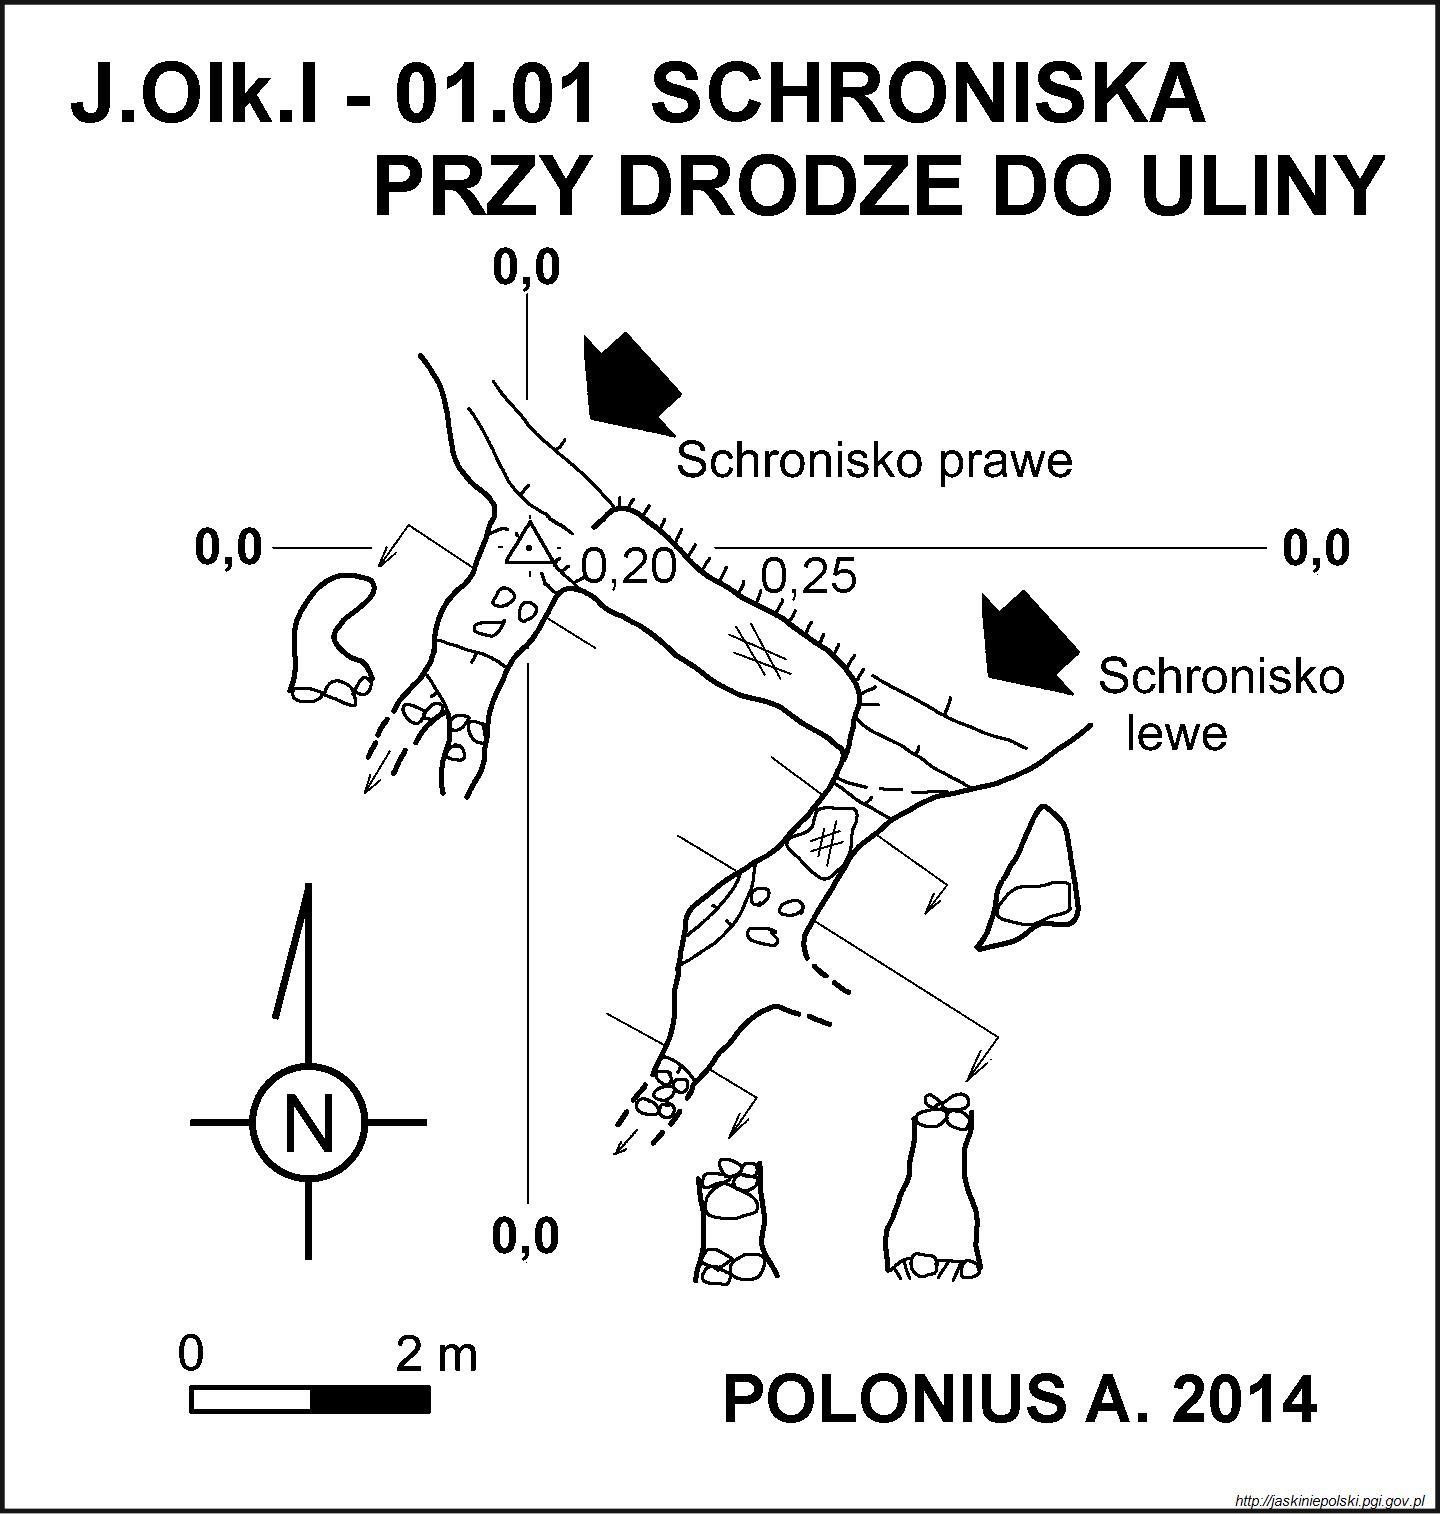 J.Olk.I - 01.01 SCHRONISKA
PRZY DRODZE DO ULINY
0,0
Schronisko prawe
0,0
0,0
0,20
0,25
Schronisko
lewe
N
0,0
0
2 m
POLONIUS A. 2014
http://jaskiniepolski.pgi.gov.pl